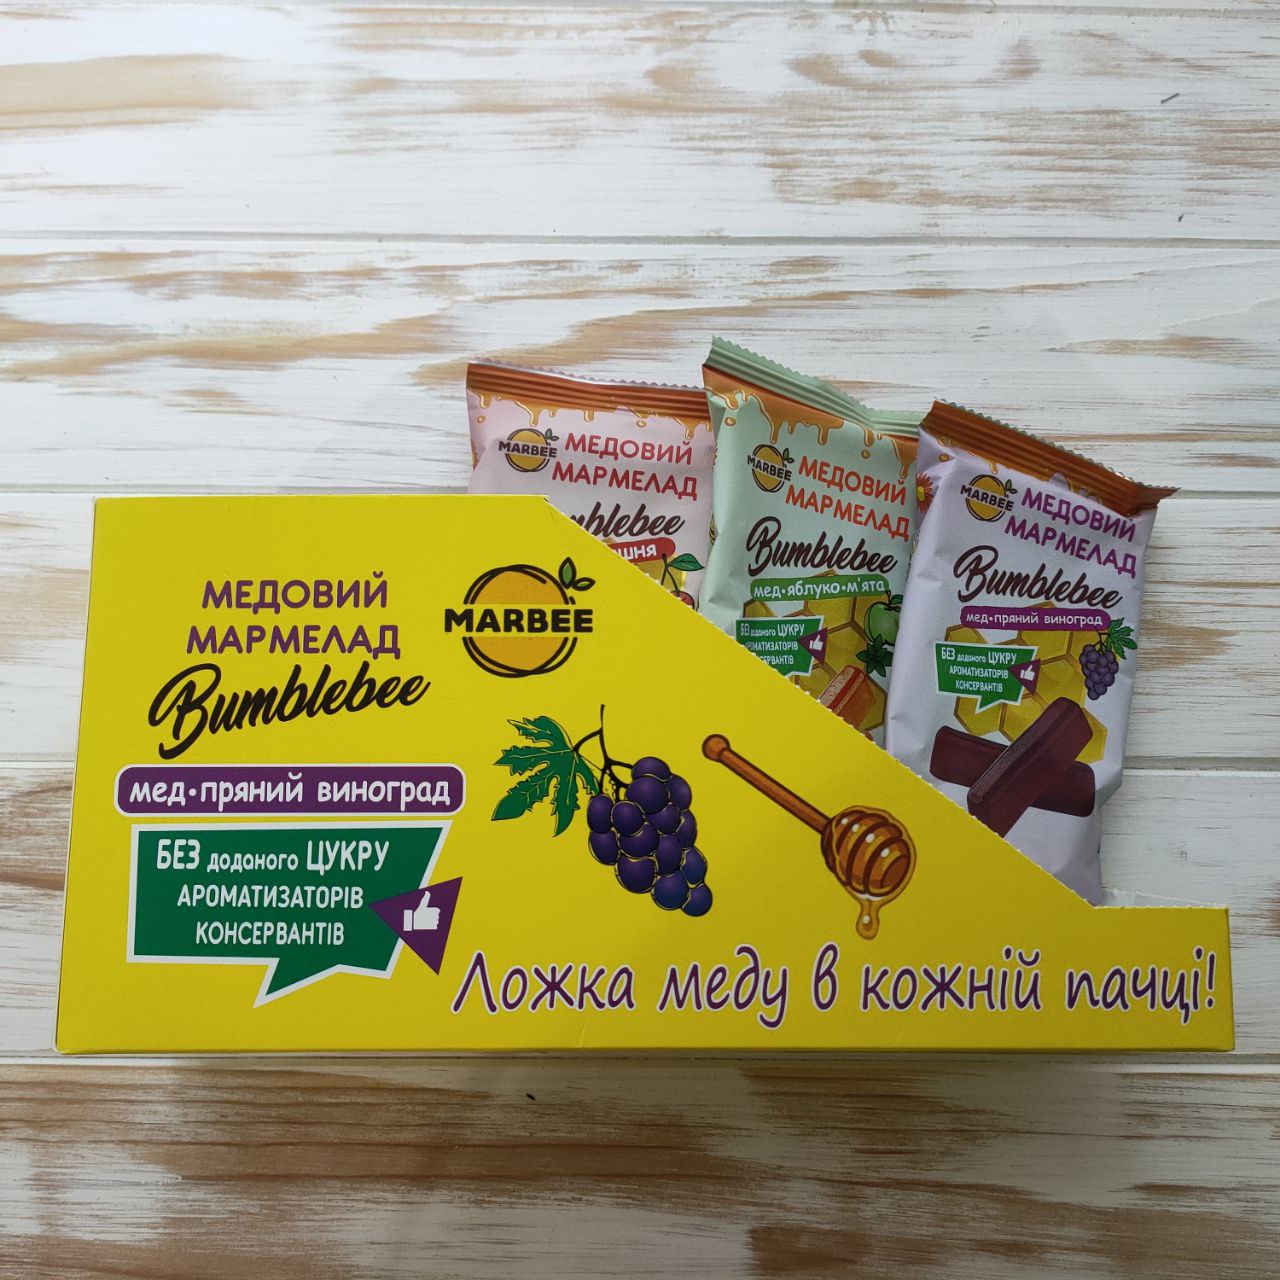 МЕДОВИЙ
МАРМЕЛАД
Bumblebee
мед•пряний виноград
БЕЗ доданого ЦУКРУ
АРОМАТИЗАТОРІВ
КОНСЕРВАНТІВ
MARBEE
Ложка меду в кожній пачці!
MARBEE
МЕДОВИЙ
МАРМЕЛАД
MARBEE
МЕДОВИЙ
МАРМЕЛАД
Bumblebee
мед•яблуко•м'ята
БЕЗ доданого ЦУКРУ
MARBEE
МЕДОВИЙ
МАРМЕЛАД
Bumblebee
мед•пряний виноград
БЕЗ доданого ЦУКРУ
АРОМАТИЗАТОРІВ
КОНСЕРВАНТІВ